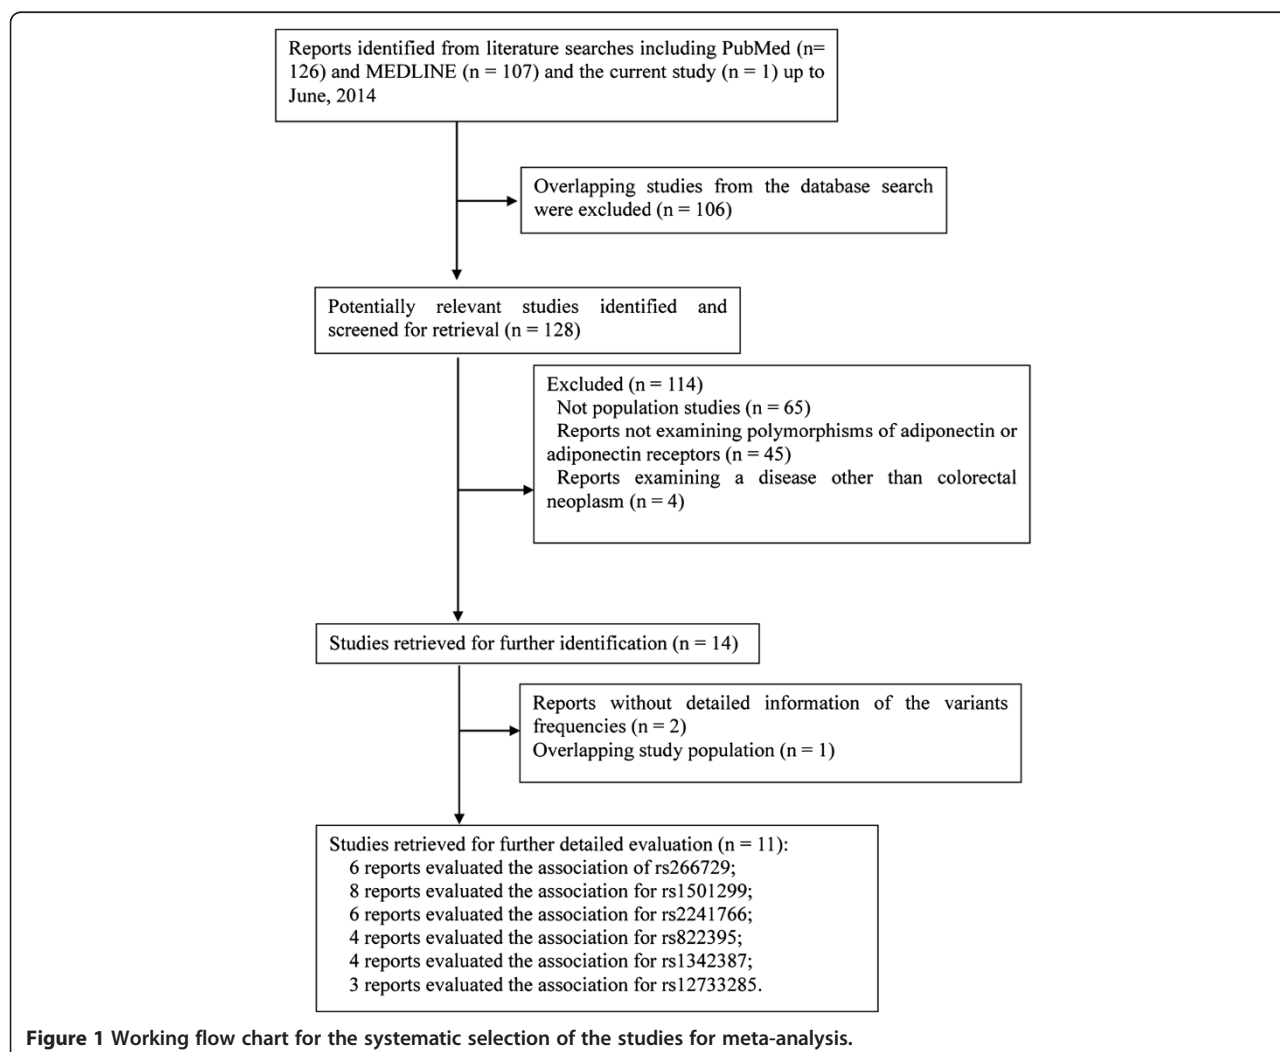 Reports identified from literature searches including PubMed (n=
126) and MEDLINE (n = 107) and the current study (n = 1) up to
June, 2014
Overlapping studies from the database search
were excluded (n = 106)
Potentially relevant studies identified and
screened for retrieval (n = 128)
Excluded (n = 114)
Not population studies (n = 65)
Reports not examining polymorphisms of adiponectin or
adiponectin receptors (n = 45)
Reports examining a disease other than colorectal
neoplasm (n = 4)
Studies retrieved for further identification (n = 14)
Reports without detailed information of the variants
frequencies (n = 2)
Overlapping study population (n = 1)
Studies retrieved for further detailed evaluation (n = 11):
6 reports evaluated the association of rs266729;
8 reports evaluated the association for rs1501299;
6 reports evaluated the association for rs2241766;
4 reports evaluated the association for rs822395;
4 reports evaluated the association for rs1342387;
3 reports evaluated the association for rs12733285.
Figure 1 Working flow chart for the systematic selection of the studies for meta-analysis.